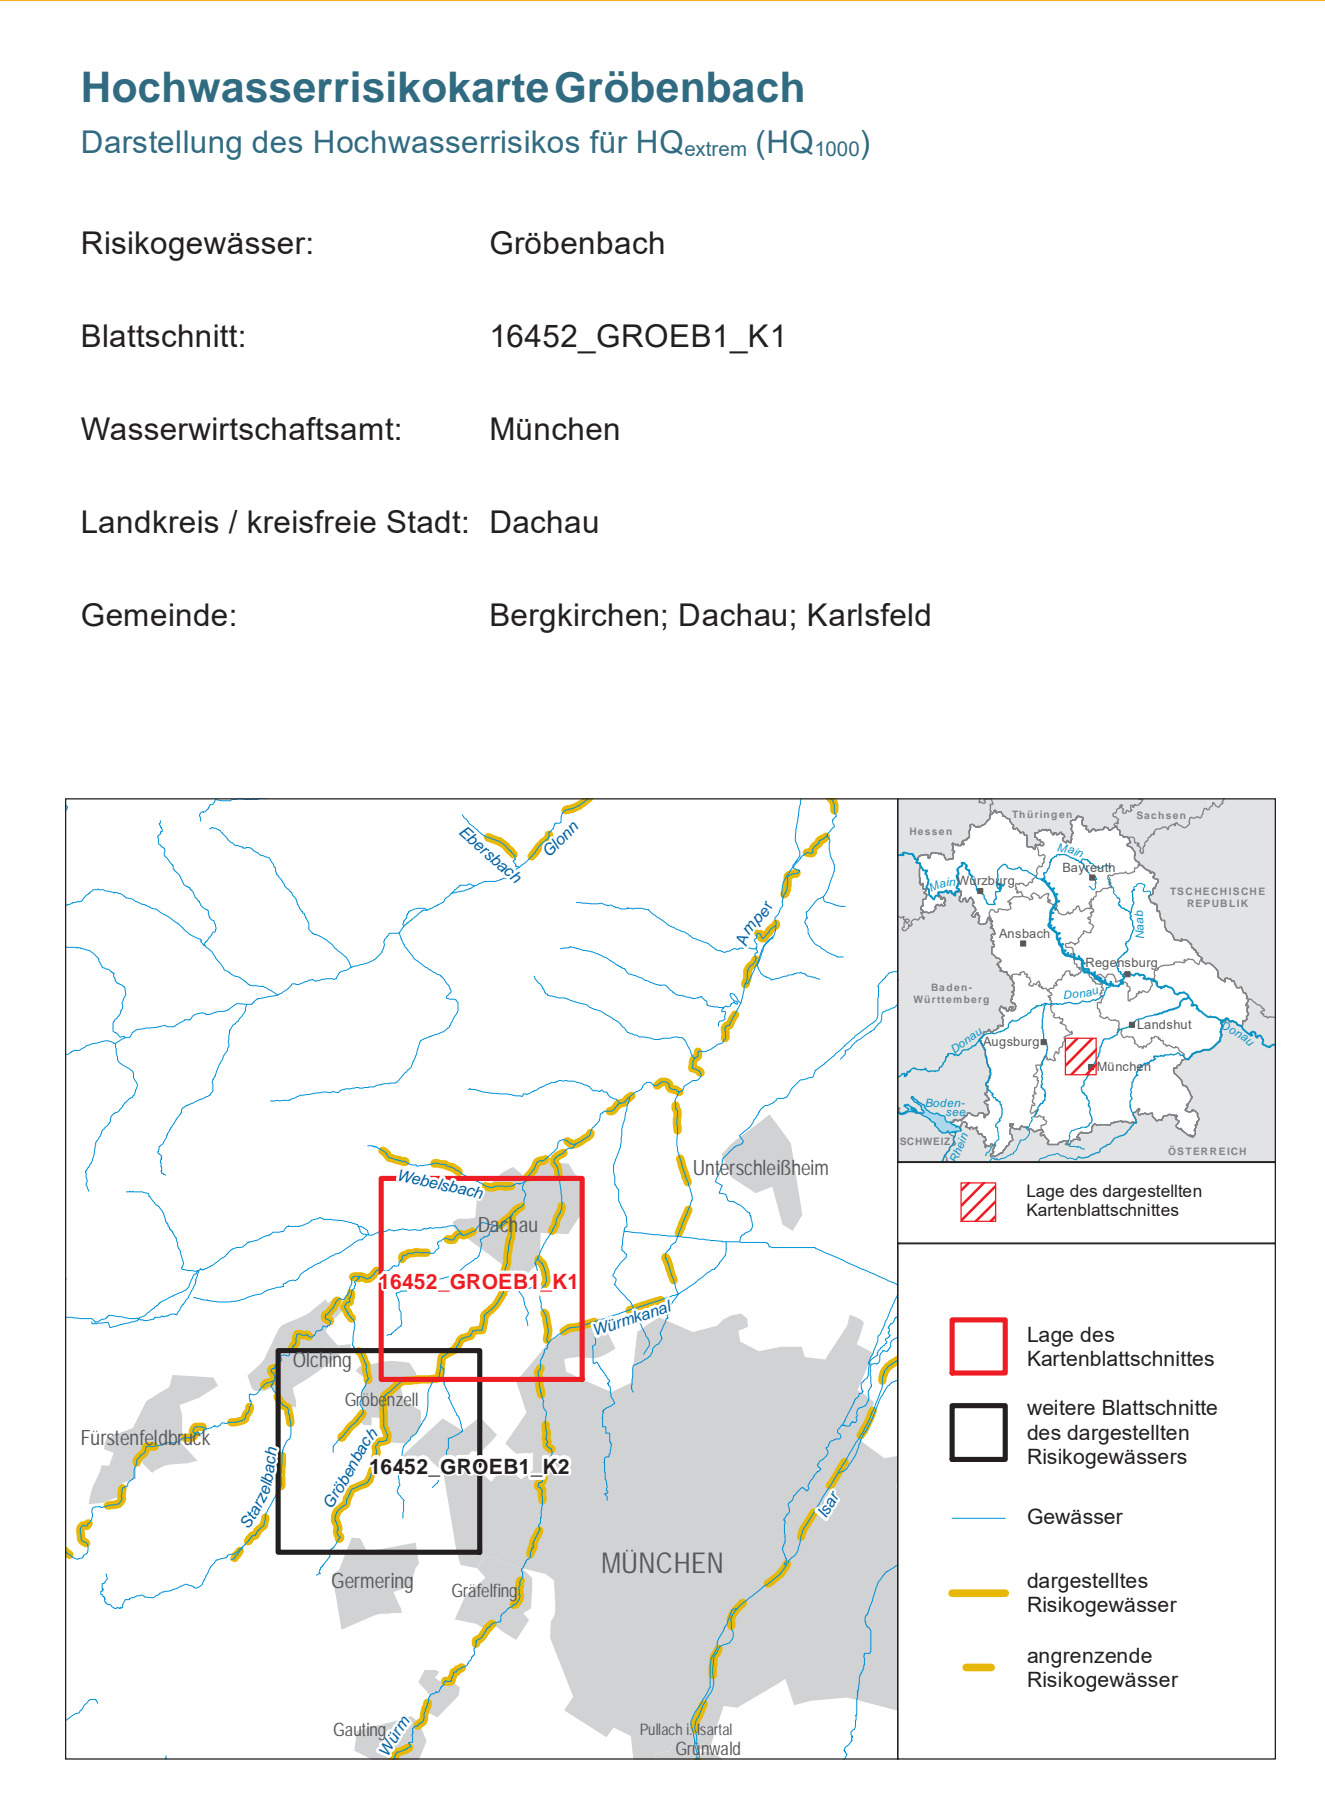 Hochwasserrisikokarte Gröbenbach
Darstellung des Hochwasserrisikos für HQextrem (HQ1000)
Risikogewässer: Gröbenbach
Blattschnitt: 16452_GROEB1_K1
Wasserwirtschaftsamt: München
Landkreis / kreisfreie Stadt: Dachau
Gemeinde: Bergkirchen; Dachau; Karlsfeld
Ebersbach
Glonn
Amper
Unterschleißheim
Webelsbach
Dachau
16452_GROEB1_K1
Würmkanal
Olching
Gröbenzell
Fürstenfeldbruck
Starzelbach
Gröbenbach
16452_GROEB1_K2
Isar
MÜNCHEN
Germering
Gräfelfing
Gauting
Würm
Pullach i. Isartal
Grünwald
Hessen
Thüringen
Sachsen
Main
Bayreuth
Main
Würzburg
TSCHECHISCHE
REPUBLIK
Naab
Ansbach
Regensburg
Baden-
Württemberg
Donau
Landshut
Donau
Donau
Augsburg
München
Boden-
see
SCHWEIZ
Rhein
ÖSTERREICH
Lage des dargestellten
Kartenblattschnittes
Lage des
Kartenblattschnittes
weitere Blattschnitte
des dargestellten
Risikogewässers
Gewässer
dargestelltes
Risikogewässer
angrenzende
Risikogewässer